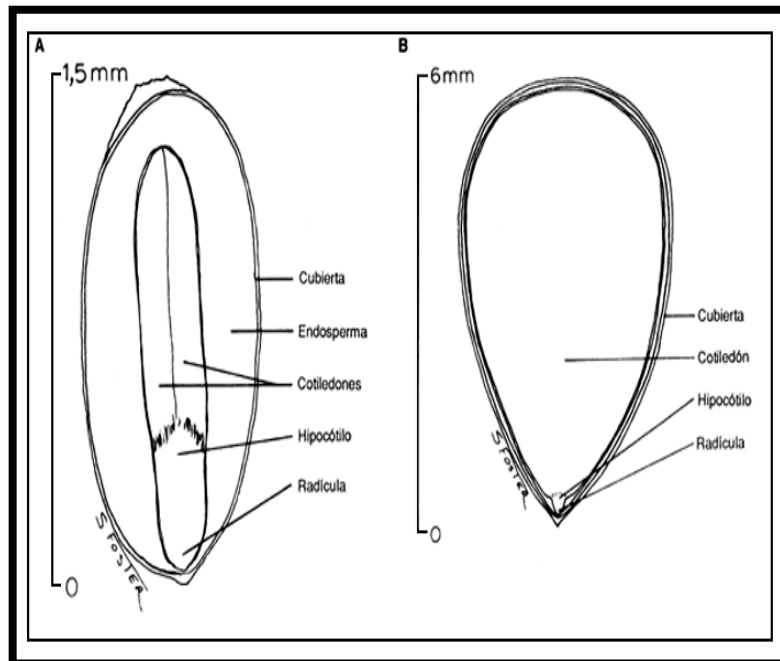 A
1,5 mm
Cubierta
Endosperma
Cotiledones
Hipocótilo
Radícula
0
S FOSTER
B
6mm
Cubierta
Cotiledón
Hipocótilo
Radícula
0
S FOSTER